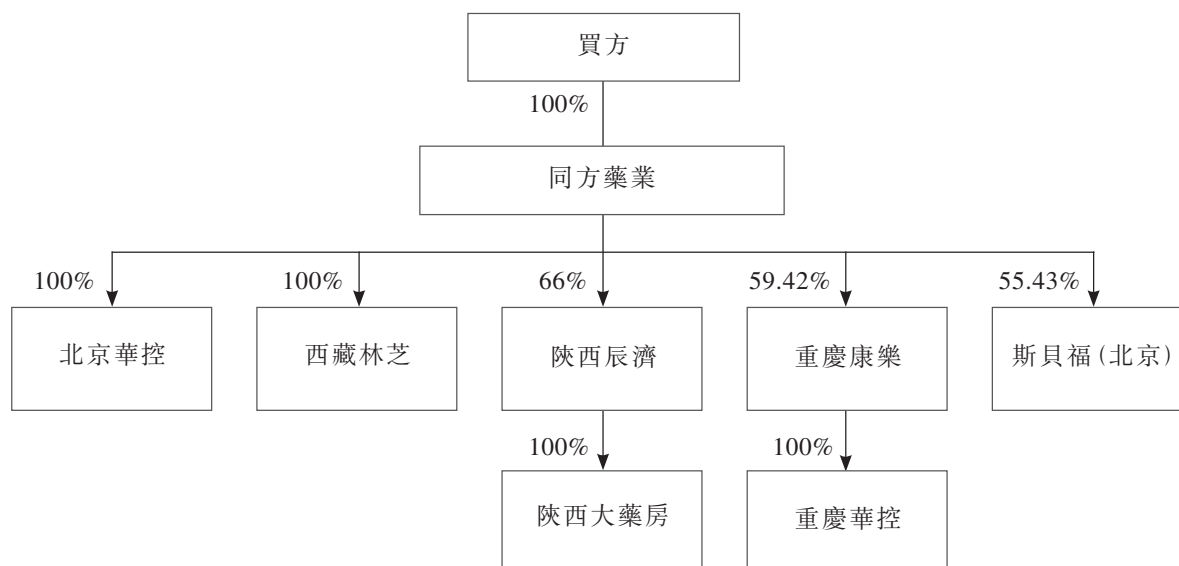 買方
100%
同方藥業
100%
100%
66%
59.42%
55.43%
北京華控
西藏林芝
陝西辰濟
重慶康樂
斯貝福(北京)
100%
100%
陝西大藥房
重慶華控